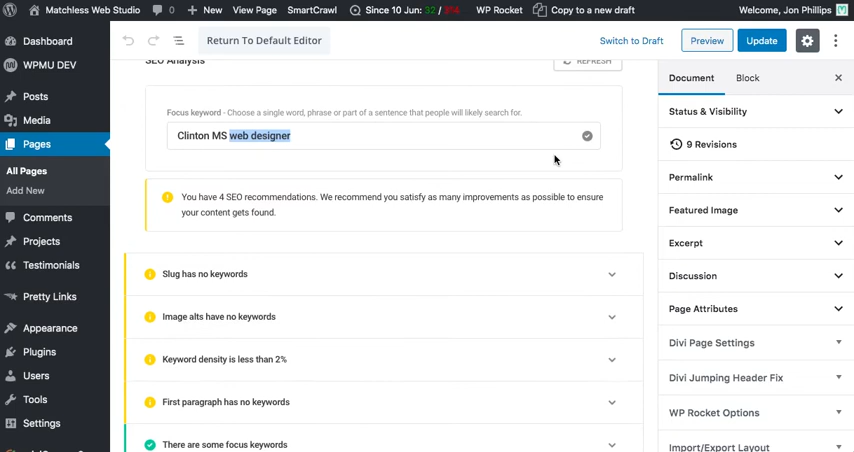 Matchless Web Studio 0 New View Page SmartCrawl Since 10 Jun: 32 / WP Rocket Copy to a new draft Welcome, Jon Phillips
Dashboard
WPMU DEV
Posts
Media
Pages
All Pages
Add New
Comments
Projects
Testimonials
Pretty Links
Appearance
Plugins
Users
Tools
Settings
Return To Default Editor
Switch to Draft Preview Update
SEO Analysis REFRESH
Focus keyword - Choose a single word, phrase or part of a sentence that people will likely search for.
Clinton MS web designer
You have 4 SEO recommendations. We recommend you satisfy as many improvements as possible to ensure
your content gets found.
Slug has no keywords
Image alts have no keywords
Keyword density is less than 2%
First paragraph has no keywords
There are some focus keywords
Document Block
Status & Visibility
9 Revisions
Permalink
Featured Image
Excerpt
Discussion
Page Attributes
Divi Page Settings
Divi Jumping Header Fix
WP Rocket Options
Import/Export Layout